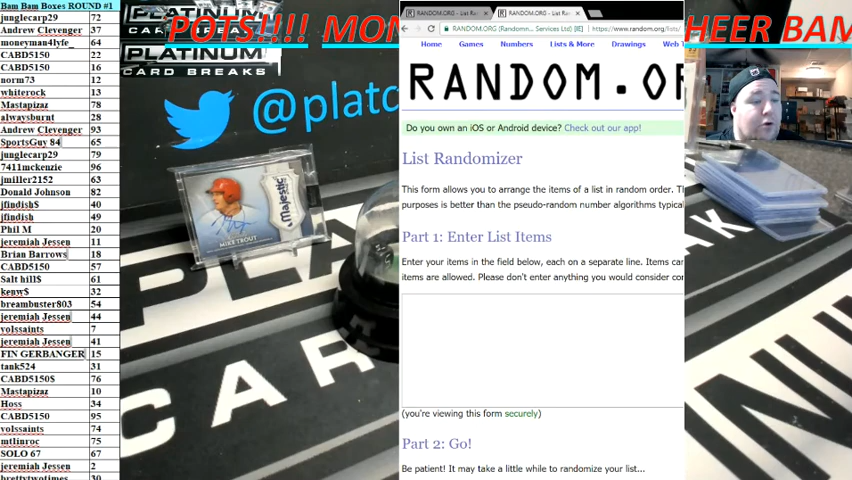 Bam Bam Boxes ROUND #1
junglecarp29 72
Andrew Clevenger 37
moneyman4lyfe_ 64
CABD5150 22
CABD5150 16
norm73 12
whiterock 13
Mastapizaz 78
alwaysburnt 28
Andrew Clevenger 93
SportsGuy 84 65
junglecarp29 79
7411mckenzie 96
jmiller2152 63
Donald Johnson 82
jfindish$ 40
jfindish 49
Phil M 20
jeremiah Jessen 11
Brian Barrows 18
CABD5150 57
Salt hill$ 61
kenw$ 32
breambuster803 54
jeremiah Jessen 44
volssaints 7
jeremiah Jessen 41
FIN GERBANGER 15
tank524 31
CABD5150$ 76
Mastapizaz 10
Hoss 34
CABD5150 95
volssaints 74
mtlinroc 75
SOLO 67 67
jeremiah Jessen 2
brettytwotimes 30
PLATINUM
CARD BREAKS
PLATINUM
CARD BREAKS
POTS!!!! MON
HEER BAM
@platc
Majestic
MIKE TROUT
PLA
AK
CAR
NUM
RANDOM.ORG - List Ra
RANDOM.ORG - List Ra
RANDOM.ORG (Randomn... Services Ltd) [IE] https://www.random.org/lists/
Home Games Numbers Lists & More Drawings Web T
RANDOM.OR
Do you own an iOS or Android device? Check out our app!
List Randomizer
This form allows you to arrange the items of a list in random order. Th
purposes is better than the pseudo-random number algorithms typical
Part 1: Enter List Items
Enter your items in the field below, each on a separate line. Items can
items are allowed. Please don't enter anything you would consider con
(you're viewing this form securely)
Part 2: Go!
Be patient! It may take a little while to randomize your list...